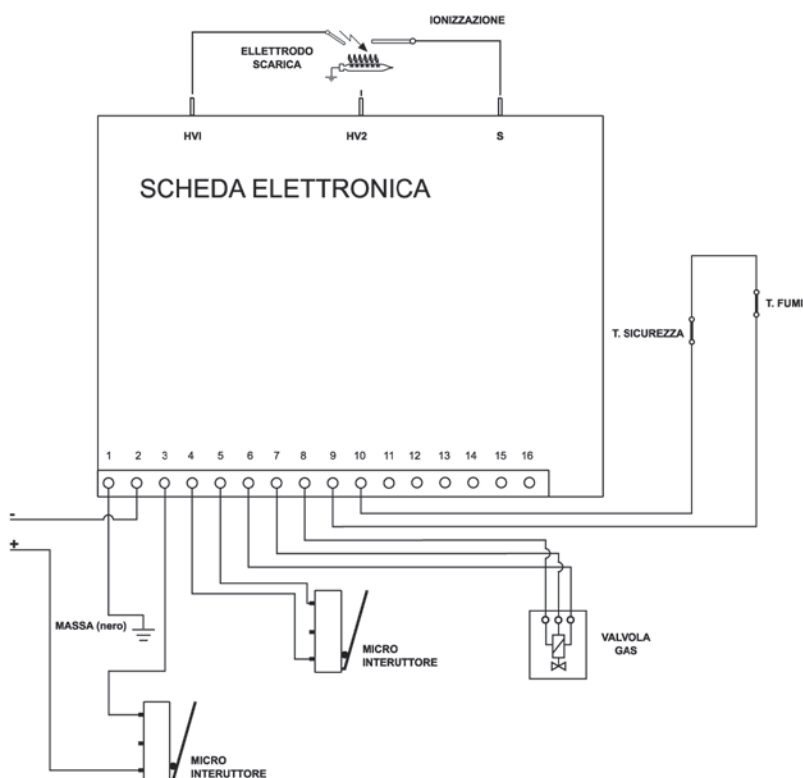 IONIZZAZIONE
ELLETTRODO
SCARICA
HVI
HV2
S
SCHEDA ELETTRONICA
T. FUMI
T. SICUREZZA
1 2 3 4 5 6 7 8 9 10 11 12 13 14 15 16
-
+
MASSA (nero)
MICRO
INTERUTTORE
VALVOLA
GAS
MICRO
INTERUTTORE